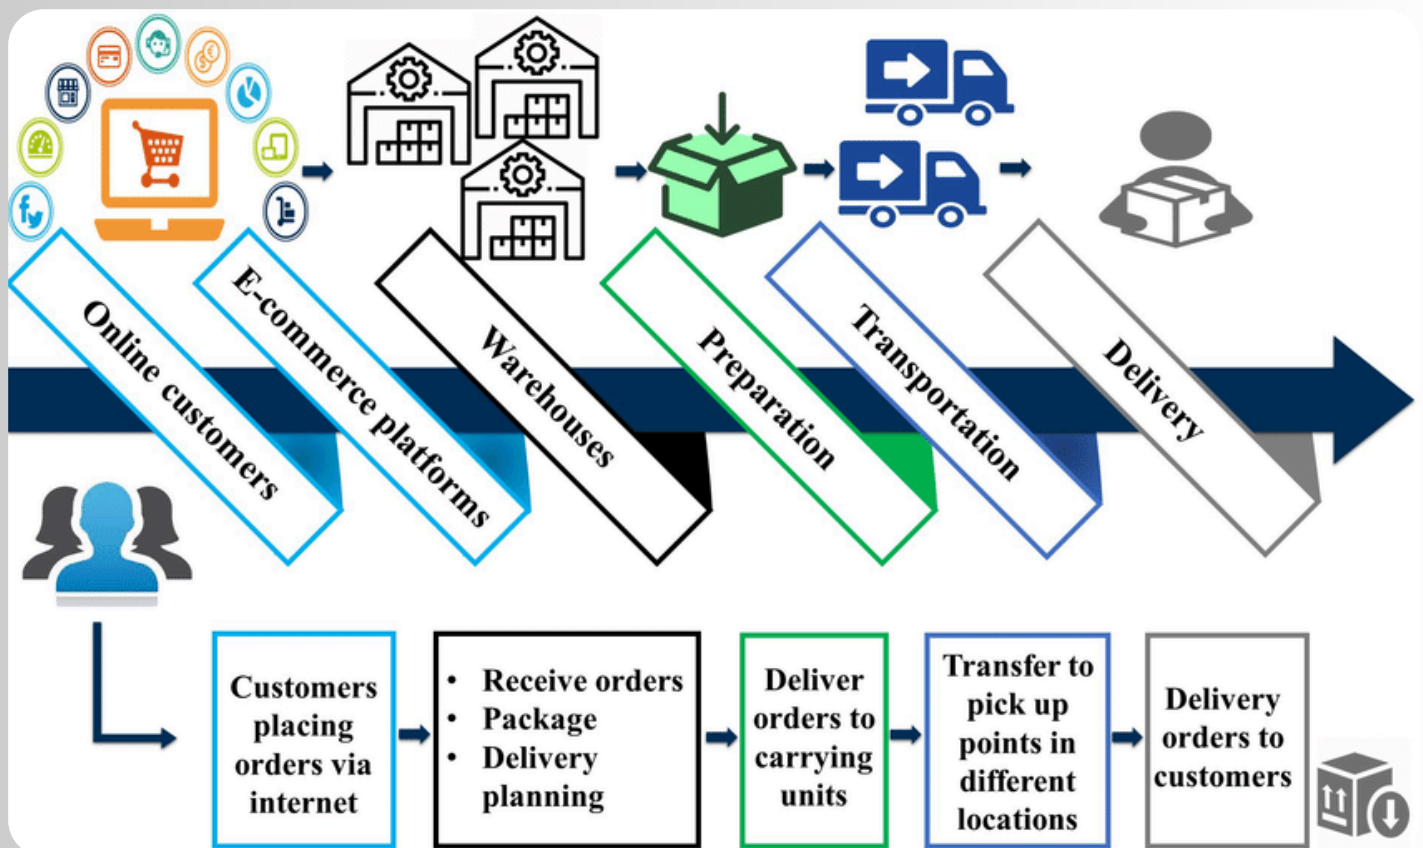 Online customers
E-commerce platforms
Warehouses
Preparation
Transportation
Delivery
Customers
placing
orders via
internet
• Receive orders
• Package
• Delivery
planning
Deliver
orders to
carrying
units
Transfer to
pick up
points in
different
locations
Delivery
orders to
customers